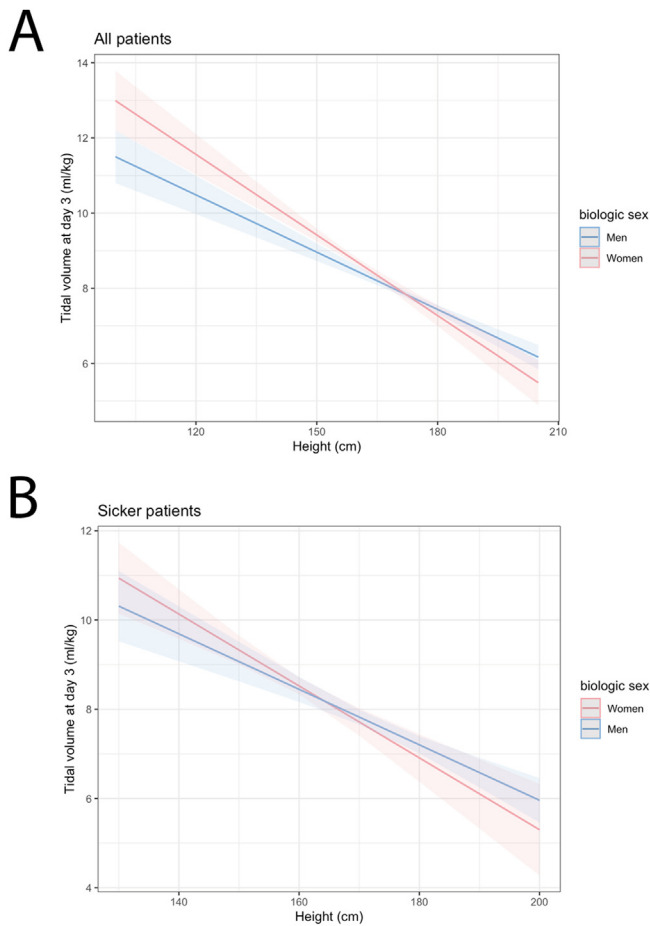 A
All patients
14
12
10
8
6
Tidal volume at day 3 (ml/kg)
120 150 180 210
Height (cm)
biologic sex
Men
Women
B
Sicker patients
12
10
8
6
4
Tidal volume at day 3 (ml/kg)
140 160 180 200
Height (cm)
biologic sex
Women
Men